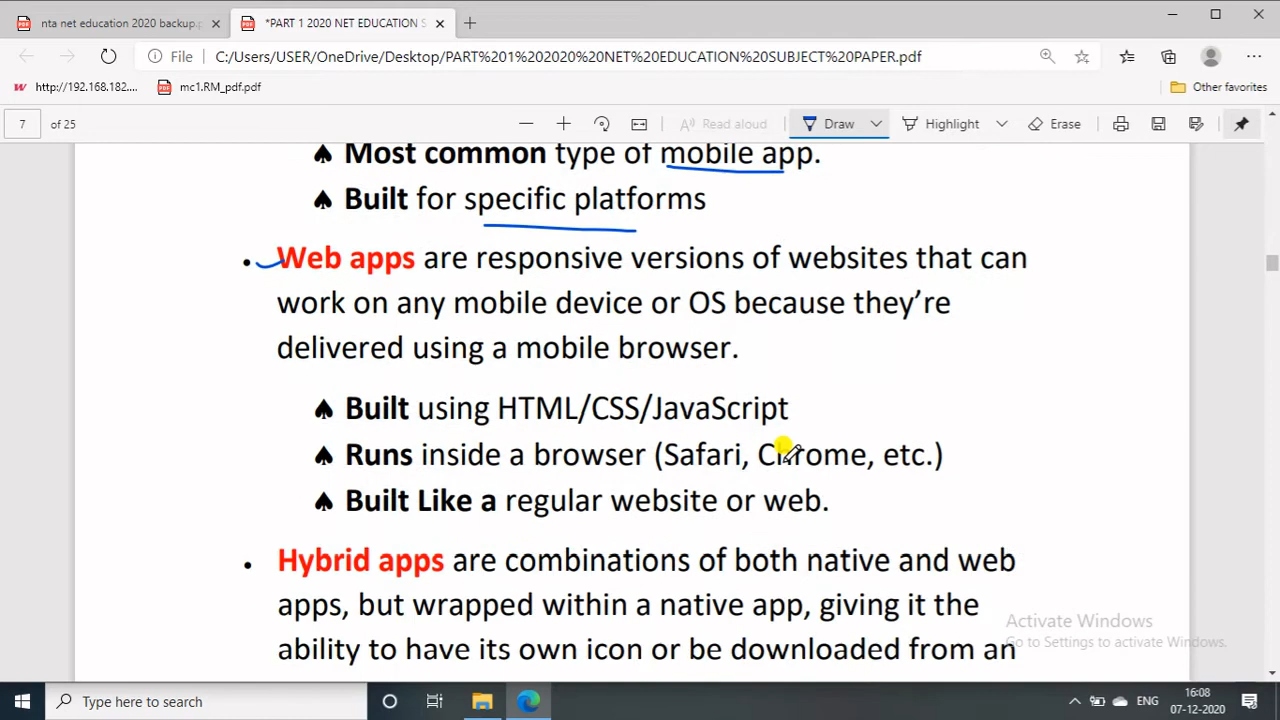 nta net education 2020 backup.p
*PART 1 2020 NET EDUCATION S
File C:/Users/USER/OneDrive/Desktop/PART%201%202020%20NET%20EDUCATION%20SUBJECT%20PAPER.pdf
http://192.168.182.... mc1.RM_pdf.pdf Other favorites
7 of 25 Read aloud Draw Highlight Erase
♠ Most common type of mobile app.
♠ Built for specific platforms
• Web apps are responsive versions of websites that can
work on any mobile device or OS because they’re
delivered using a mobile browser.
♠ Built using HTML/CSS/JavaScript
♠ Runs inside a browser (Safari, Chrome, etc.)
♠ Built Like a regular website or web.
• Hybrid apps are combinations of both native and web
apps, but wrapped within a native app, giving it the
ability to have its own icon or be downloaded from an
Activate Windows
Go to Settings to activate Windows.
Type here to search
ENG
16:08
07-12-2020